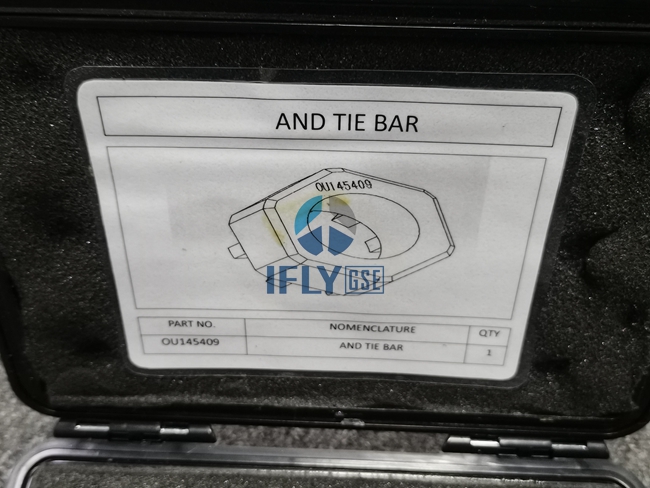 AND TIE BAR
OU145409
IFLY GSE
PART NO. NOMENCLATURE QTY
OU145409 AND TIE BAR 1